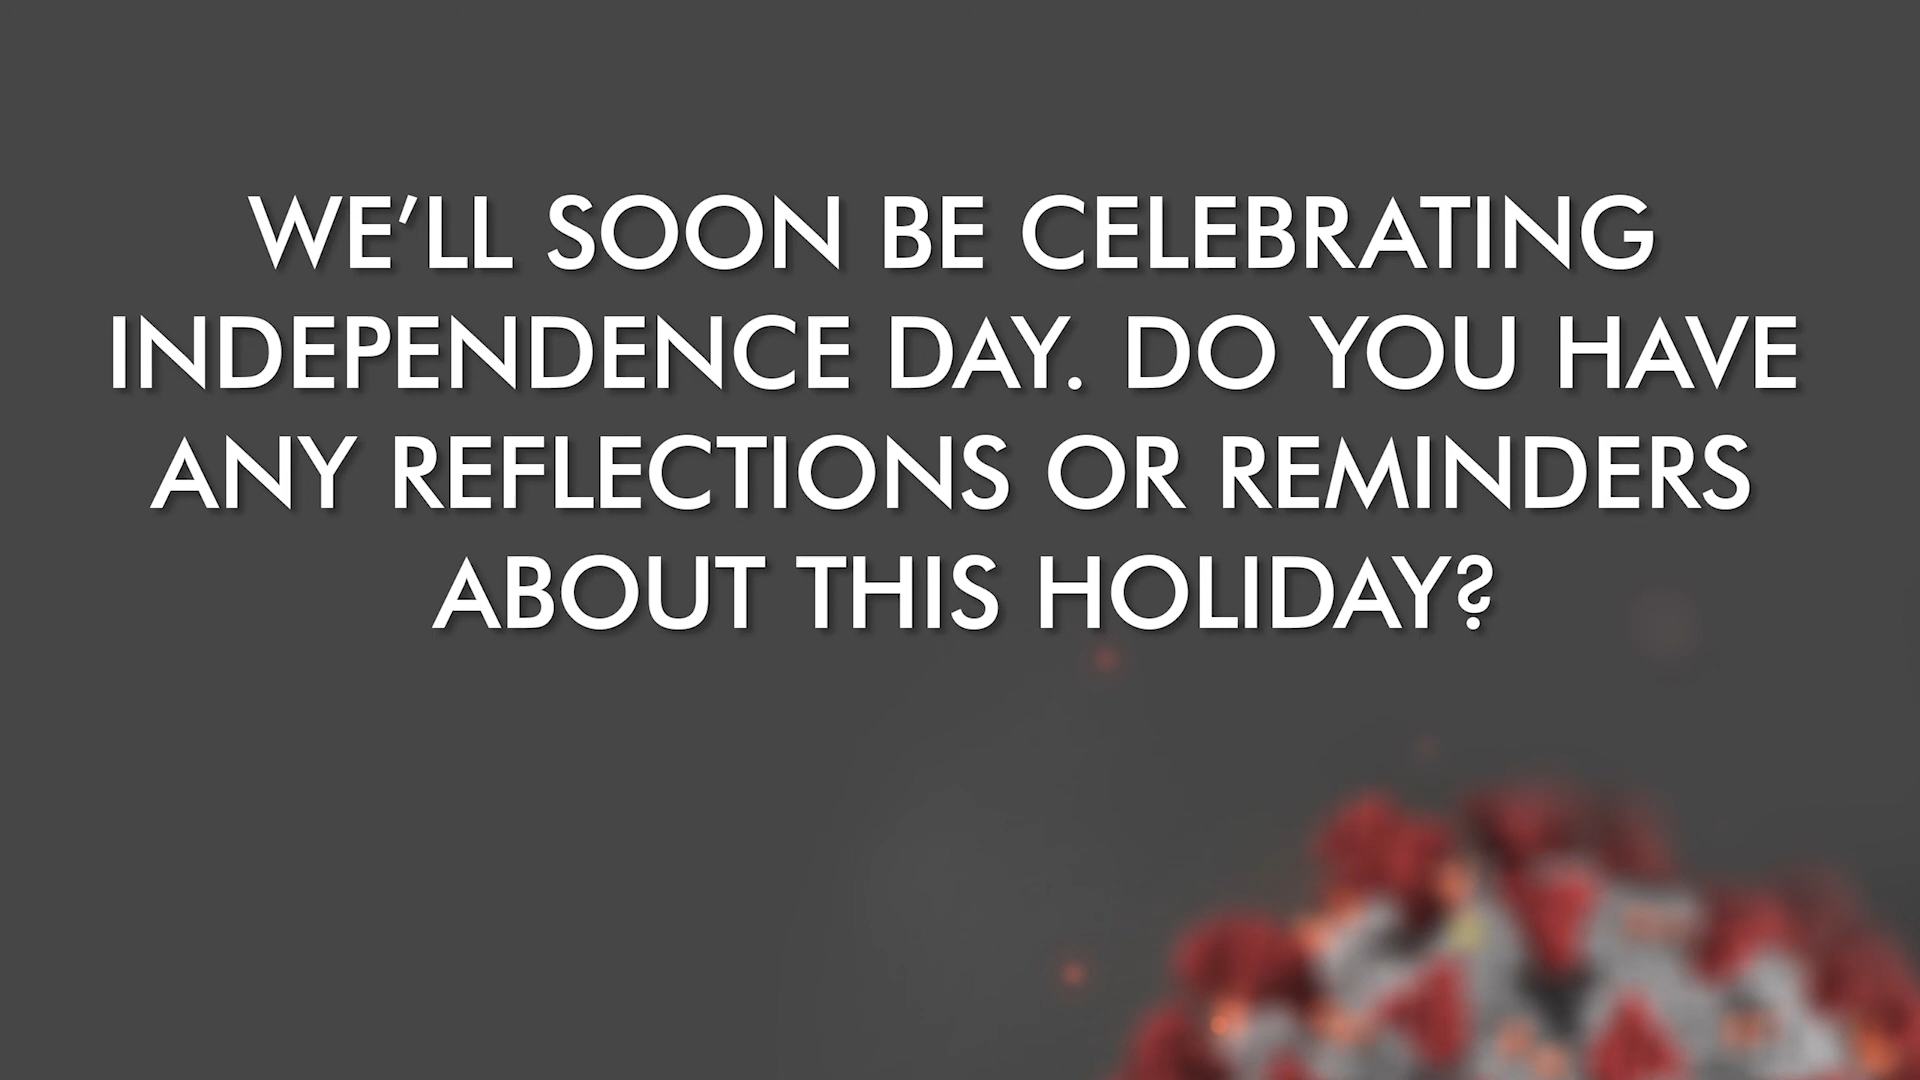 WE’LL SOON BE CELEBRATING
INDEPENDENCE DAY. DO YOU HAVE
ANY REFLECTIONS OR REMINDERS
ABOUT THIS HOLIDAY?